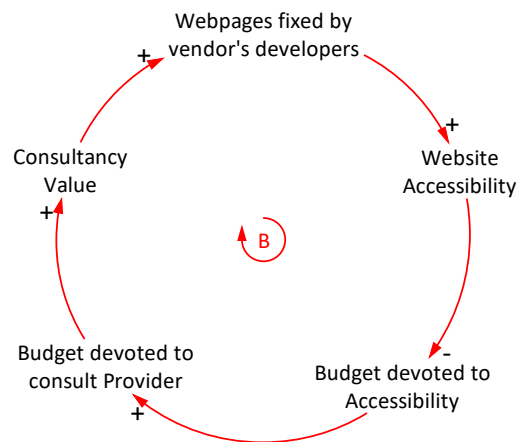 Webpages fixed by
vendor's developers
+
+
Consultancy
Value
Website
Accessibility
+
B
-
Budget devoted to
consult Provider
Budget devoted to
Accessibility
+